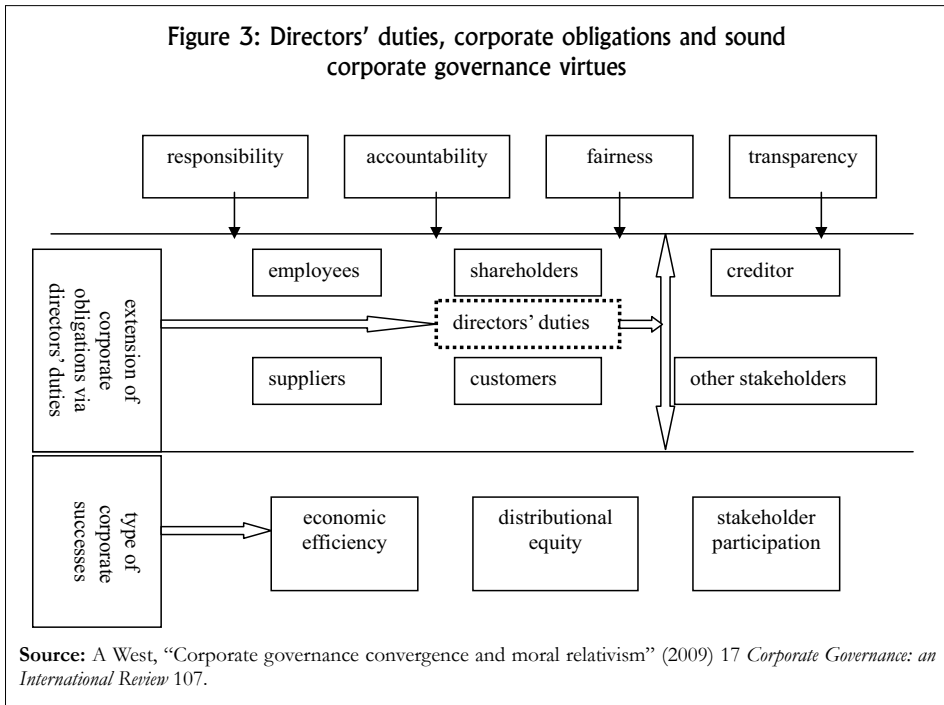 Figure 3: Directors’ duties, corporate obligations and sound
corporate governance virtues
responsibility
accountability
fairness
transparency
extension of
corporate
obligations via
directors’ duties
employees
shareholders
creditor
directors’ duties
suppliers
customers
other stakeholders
type of
corporate
successes
economic
efficiency
distributional
equity
stakeholder
participation
Source: A West, “Corporate governance convergence and moral relativism” (2009) 17 Corporate Governance: an
International Review 107.